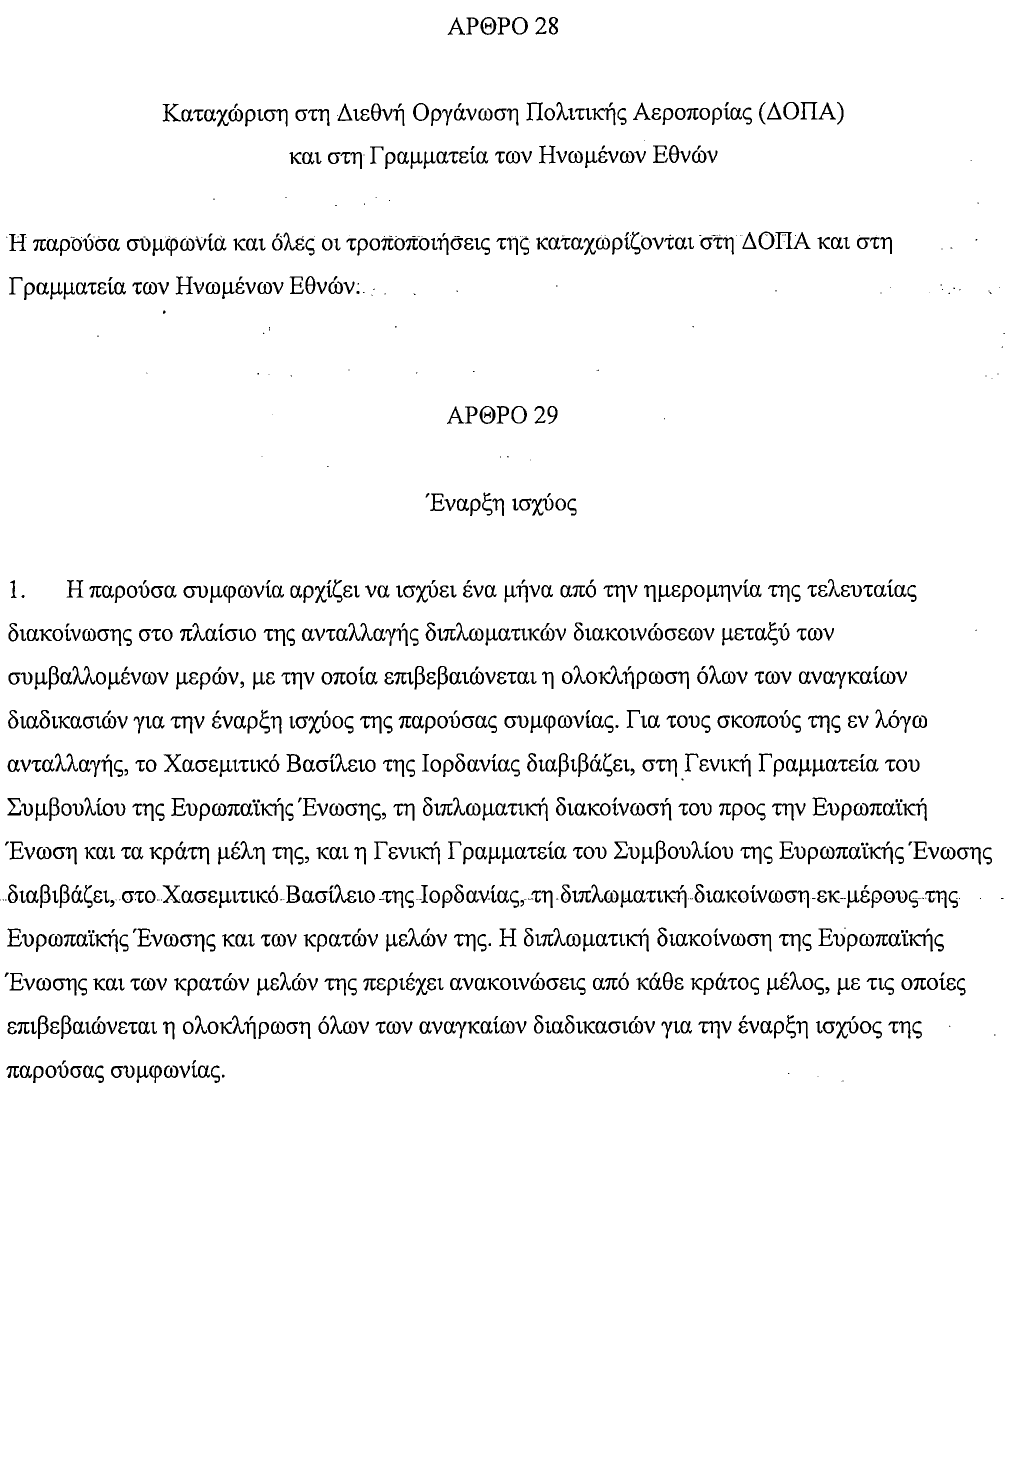 ΑΡΘΡΟ 28
Καταχώριση στη Διεθνή Οργάνωση Πολιτικής Αεροπορίας (ΔΟΠΑ)
και στη Γραμματεία των Ηνωμένων Εθνών
Η παρούσα συμφωνία και όλες οι τροποποιήσεις της καταχωρίζονται στη ΔΟΠΑ και στη
Γραμματεία των Ηνωμένων Εθνών.
ΑΡΘΡΟ 29
Έναρξη ισχύος
1. Η παρούσα συμφωνία αρχίζει να ισχύει ένα μήνα από την ημερομηνία της τελευταίας
διακοίνωσης στο πλαίσιο της ανταλλαγής διπλωματικών διακοινώσεων μεταξύ των
συμβαλλομένων μερών, με την οποία επιβεβαιώνεται η ολοκλήρωση όλων των αναγκαίων
διαδικασιών για την έναρξη ισχύος της παρούσας συμφωνίας. Για τους σκοπούς της εν λόγω
ανταλλαγής, το Χασεμιτικό Βασίλειο της Ιορδανίας διαβιβάζει, στη Γενική Γραμματεία του
Συμβουλίου της Ευρωπαϊκής Ένωσης, τη διπλωματική διακοίνωσή του προς την Ευρωπαϊκή
Ένωση και τα κράτη μέλη της, και η Γενική Γραμματεία του Συμβουλίου της Ευρωπαϊκής Ένωσης
διαβιβάζει, στο Χασεμιτικό Βασίλειο της Ιορδανίας, τη διπλωματική διακοίνωση εκ μέρους της
Ευρωπαϊκής Ένωσης και των κρατών μελών της. Η διπλωματική διακοίνωση της Ευρωπαϊκής
Ένωσης και των κρατών μελών της περιέχει ανακοινώσεις από κάθε κράτος μέλος, με τις οποίες
επιβεβαιώνεται η ολοκλήρωση όλων των αναγκαίων διαδικασιών για την έναρξη ισχύος της
παρούσας συμφωνίας.